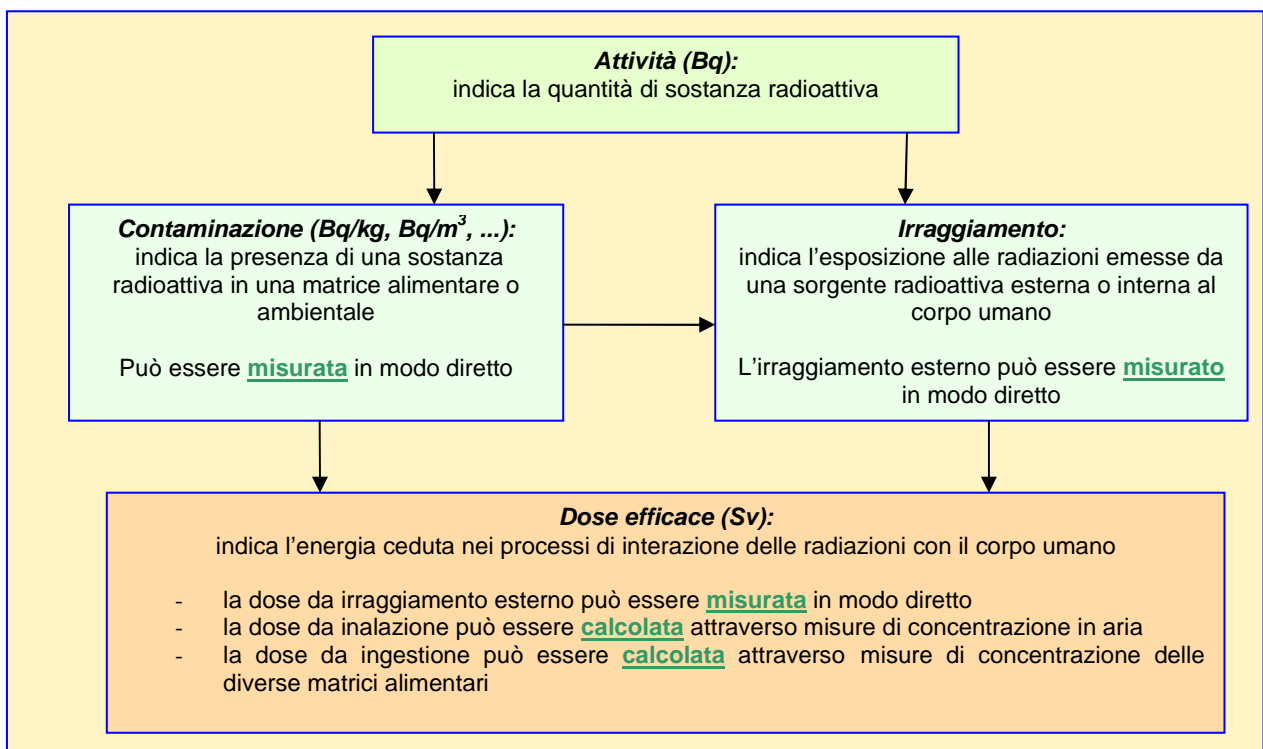 Attività (Bq):
indica la quantità di sostanza radioattiva
Contaminazione (Bq/kg, Bq/m³, ...):
indica la presenza di una sostanza
radioattiva in una matrice alimentare o
ambientale
Può essere misurata in modo diretto
Irraggiamento:
indica l’esposizione alle radiazioni emesse da
una sorgente radioattiva esterna o interna al
corpo umano
L’irraggiamento esterno può essere misurato
in modo diretto
Dose efficace (Sv):
indica l’energia ceduta nei processi di interazione delle radiazioni con il corpo umano
- la dose da irraggiamento esterno può essere misurata in modo diretto
- la dose da inalazione può essere calcolata attraverso misure di concentrazione in aria
- la dose da ingestione può essere calcolata attraverso misure di concentrazione delle
diverse matrici alimentari